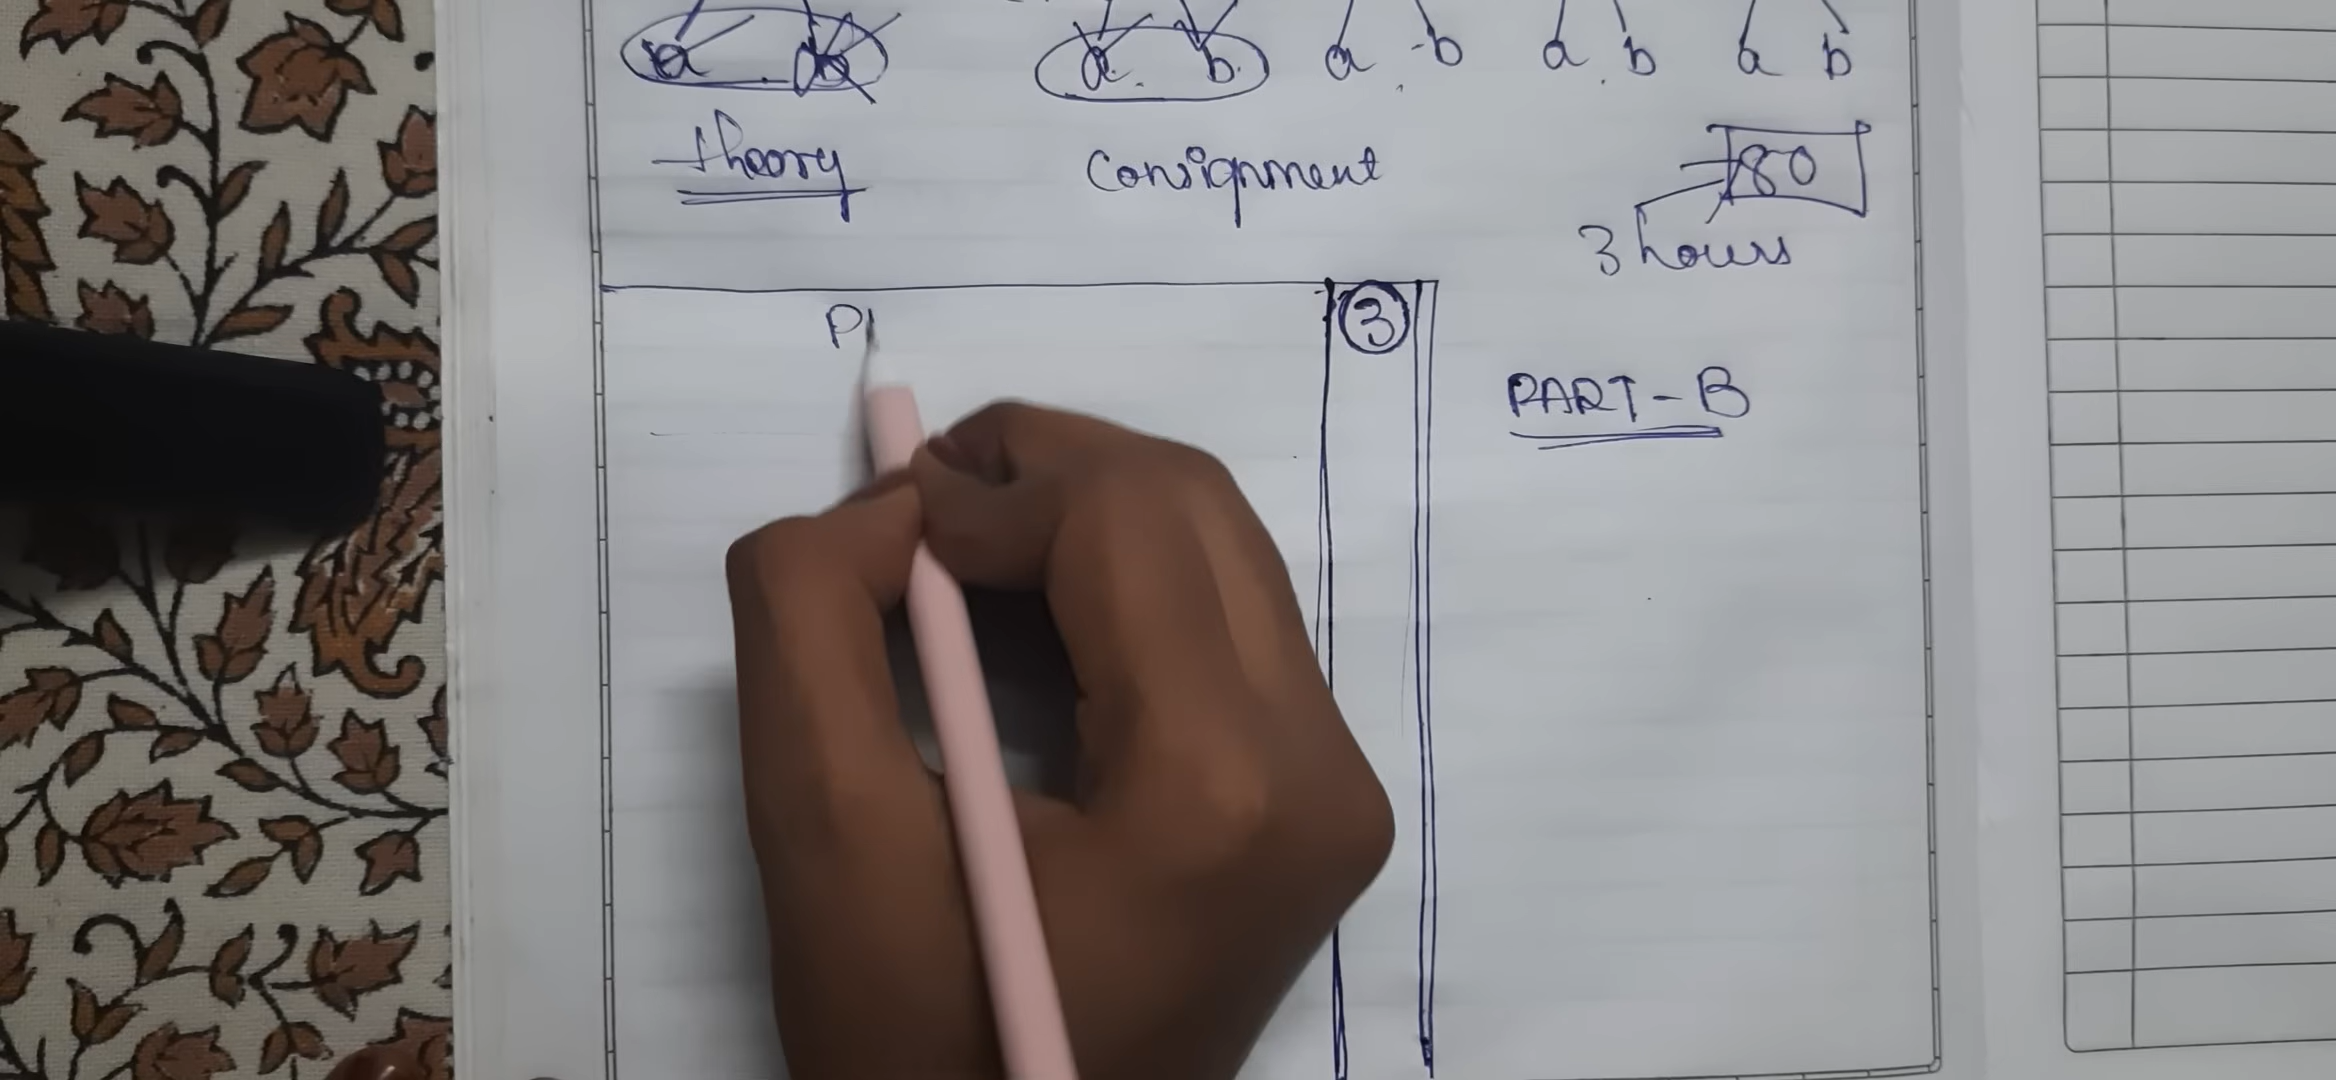 a b a b a b a b
theory Consignment 80
3 hours
P
3
PART-B